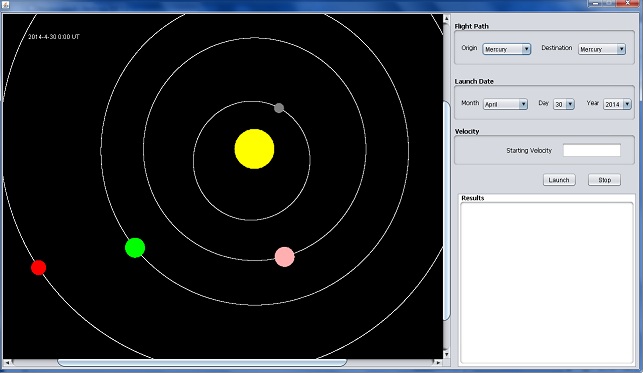 2014-4-30 0:00 UT
Flight Path
Origin Mercury Destination Mercury
Launch Date
Month April Day 30 Year 2014
Velocity
Starting Velocity
Launch Stop
Results